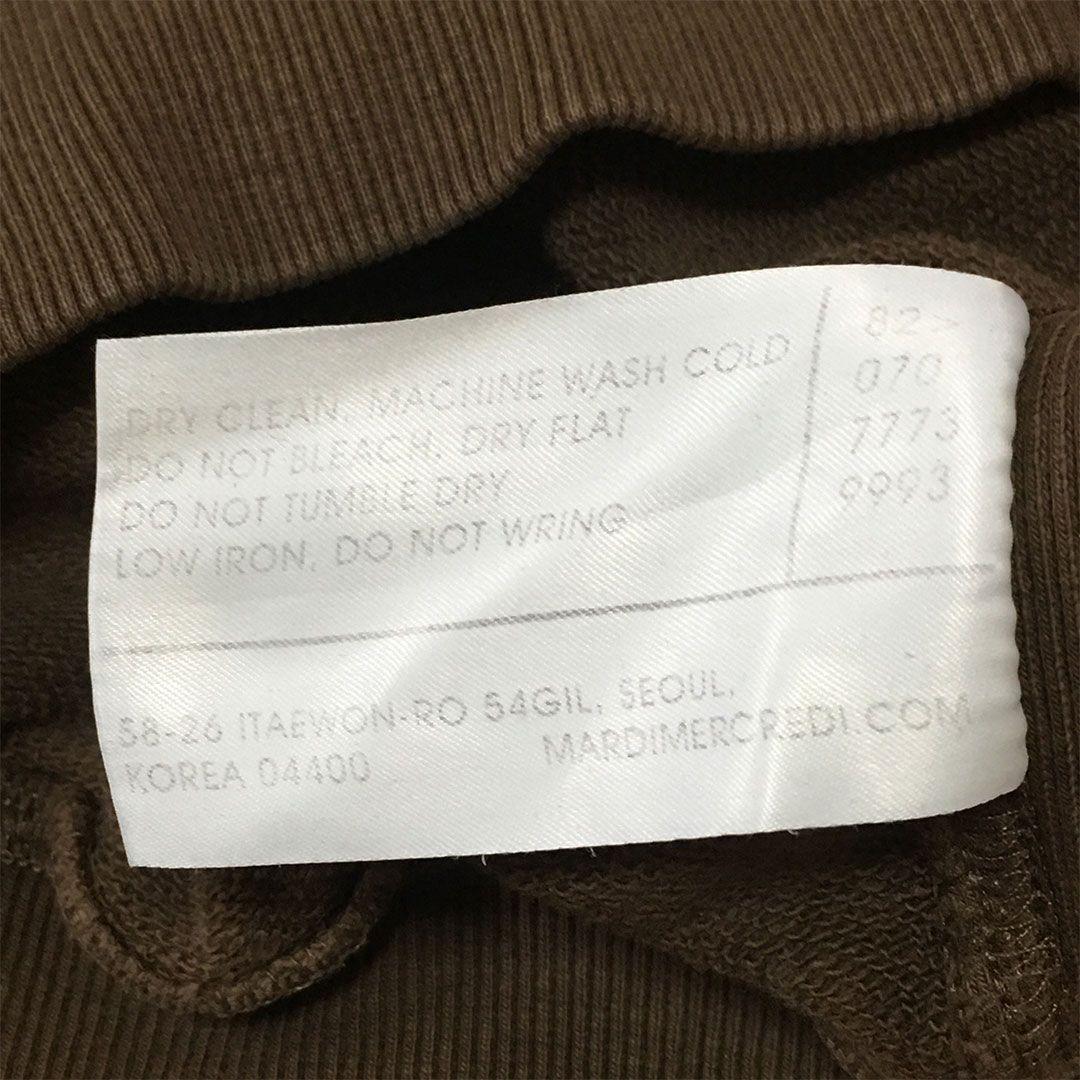 DRY CLEAN, MACHINE WASH COLD
DO NOT BLEACH, DRY FLAT
DO NOT TUMBLE DRY
LOW IRON, DO NOT WRING
82-
070
7773
9993
58-26 ITAEWON-RO 54GIL, SEOUL,
KOREA 04400
MARDIMERCREDI.COM